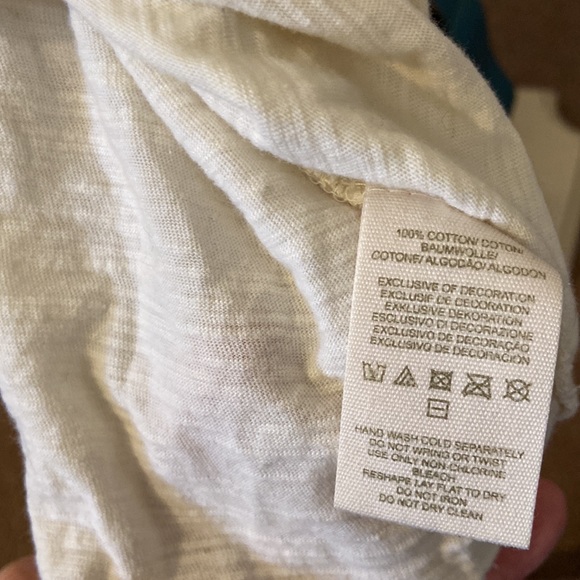 100% COTTON/ COTON/
BAUMWOLLE/
COTONE/ ALGODÃO/ ALGODON
EXCLUSIVE OF DECORATION
EXCLUSIF DE DECORATION
EXKLUSIVE DEKORATION
ESCLUSIVO DI DECORAZIONE
EXCLUSIVO DE DECORAÇÃO
EXCLUSIVO DE DECORACIÓN
HAND WASH COLD SEPARATELY
DO NOT WRING OR TWIST
USE ONLY NON-CHLORINE
BLEACH
RESHAPE LAY FLAT TO DRY
DO NOT IRON
DO NOT DRY CLEAN